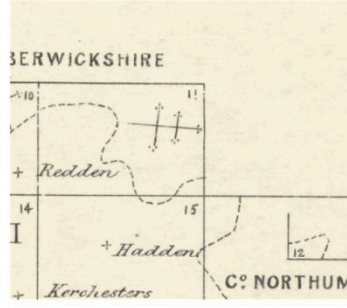 BERWICKSHIRE
10
11
Redden
14
15
I
Hadden
12
Co. NORTHUM
Kerchesters